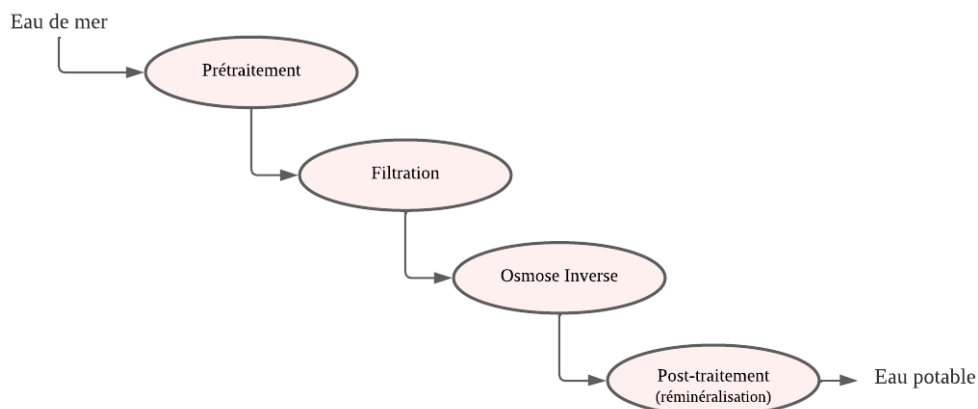 Eau de mer
Prétraitement
Filtration
Osmose Inverse
Post-traitement
(réminéralisation)
Eau potable